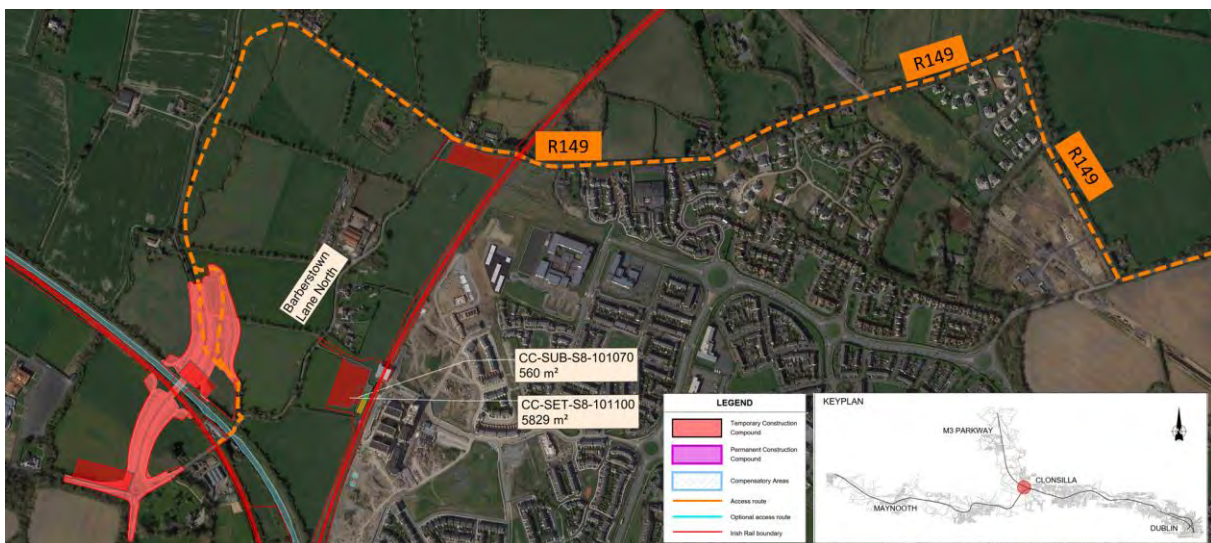 R149
R149
R149
Barberstown
Lane North
CC-SUB-S8-101070
560 m²
CC-SET-S8-101100
5829 m²
LEGEND
Temporary Construction
Compound
Permanent Construction
Compound
Compensatory Areas
Access route
Optional access route
Irish Rail boundary
KEYPLAN
M3 PARKWAY
CLONSILLA
MAYNOOTH
DUBLIN